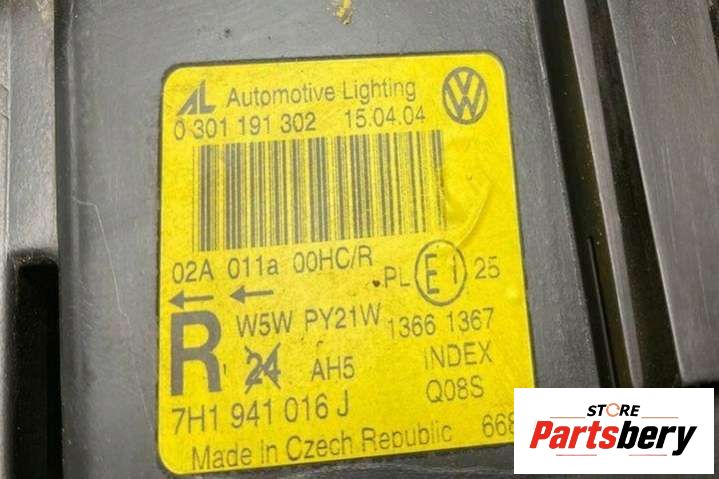 AL Automotive Lighting
0 301 191 302 15.04.04
02A 011a 00HC/R PL E1 25
R W5W PY21W 1366 1367
24 AH5 INDEX
7H1 941 016 J Q08S
Made In Czech Republic 668
STORE
Partsbery